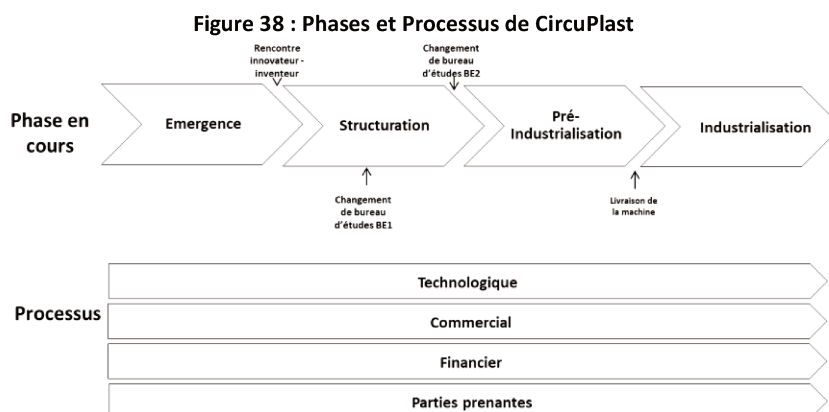 Figure 38 : Phases et Processus de CircuPlast
Rencontre
innovateur -
inventeur
Changement
de bureau
d'études BE2
Phase en
cours
Emergence
Structuration
Pré-
Industrialisation
Industrialisation
Changement
de bureau
d'études BE1
Livraison de
la machine
Processus
Technologique
Commercial
Financier
Parties prenantes